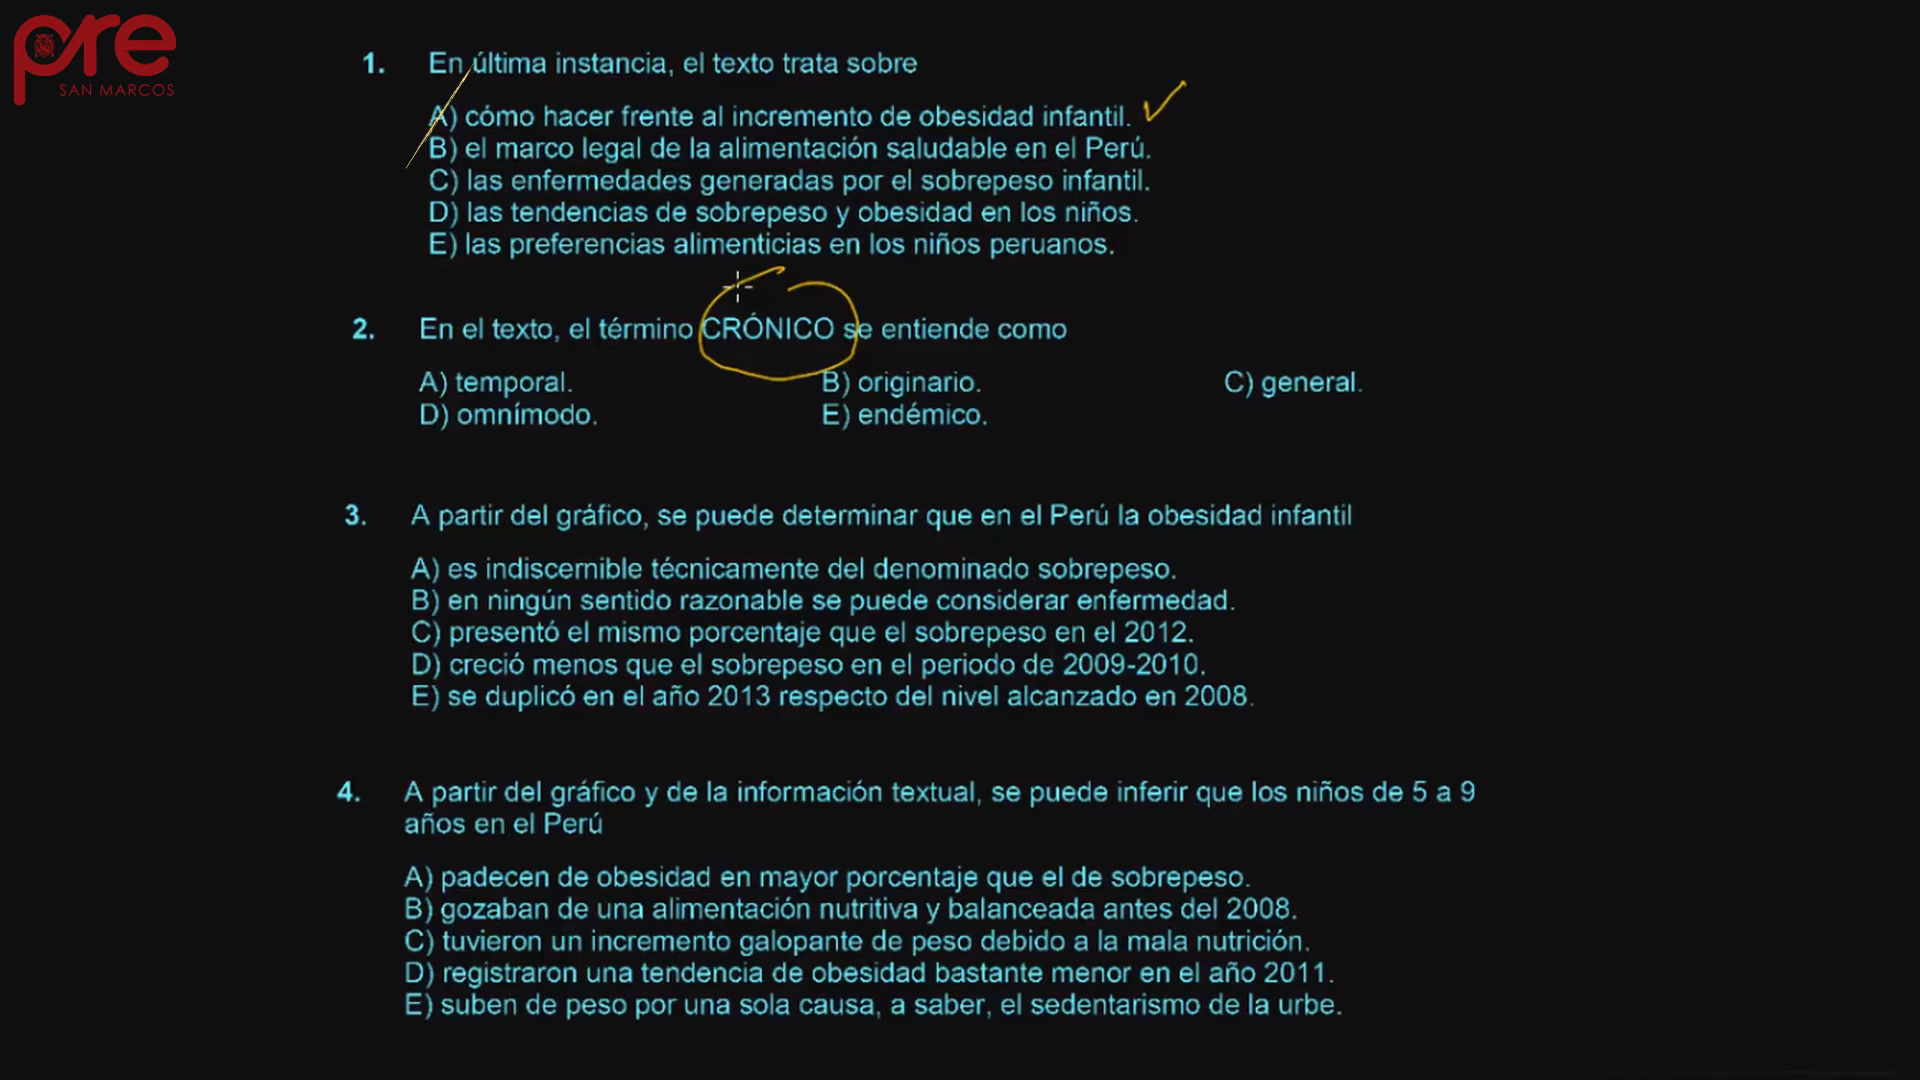 pre
SAN MARCOS
1. En última instancia, el texto trata sobre
A) cómo hacer frente al incremento de obesidad infantil.
B) el marco legal de la alimentación saludable en el Perú.
C) las enfermedades generadas por el sobrepeso infantil.
D) las tendencias de sobrepeso y obesidad en los niños.
E) las preferencias alimenticias en los niños peruanos.
2. En el texto, el término CRÓNICO se entiende como
A) temporal. B) originario. C) general.
D) omnímodo. E) endémico.
3. A partir del gráfico, se puede determinar que en el Perú la obesidad infantil
A) es indiscernible técnicamente del denominado sobrepeso.
B) en ningún sentido razonable se puede considerar enfermedad.
C) presentó el mismo porcentaje que el sobrepeso en el 2012.
D) creció menos que el sobrepeso en el periodo de 2009-2010.
E) se duplicó en el año 2013 respecto del nivel alcanzado en 2008.
4. A partir del gráfico y de la información textual, se puede inferir que los niños de 5 a 9
años en el Perú
A) padecen de obesidad en mayor porcentaje que el de sobrepeso.
B) gozaban de una alimentación nutritiva y balanceada antes del 2008.
C) tuvieron un incremento galopante de peso debido a la mala nutrición.
D) registraron una tendencia de obesidad bastante menor en el año 2011.
E) suben de peso por una sola causa, a saber, el sedentarismo de la urbe.